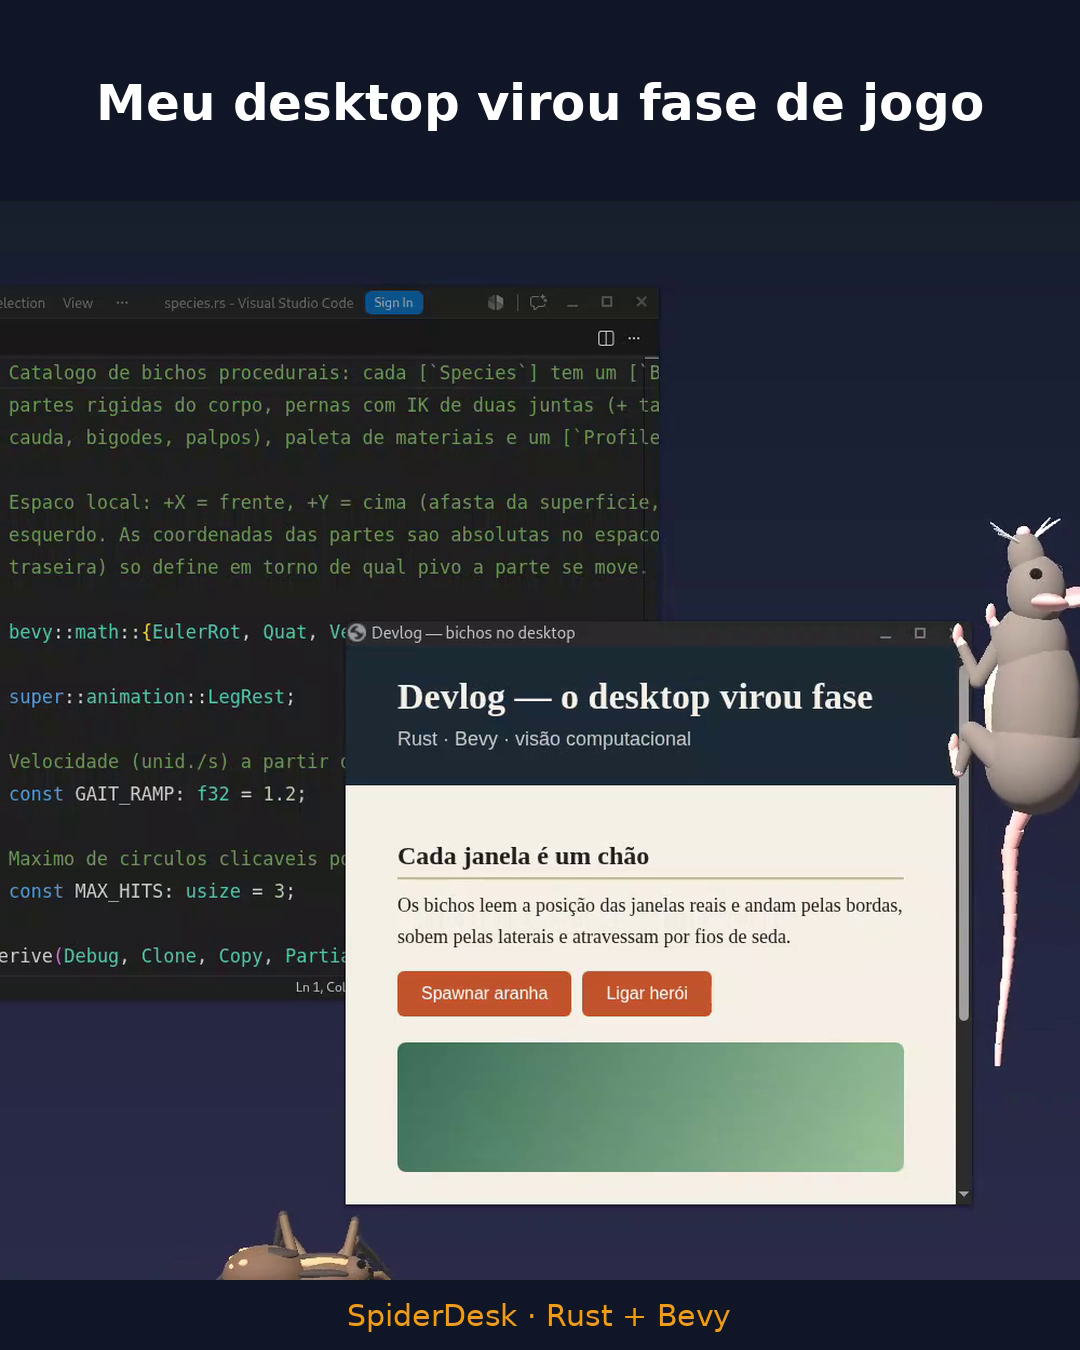 Meu desktop virou fase de jogo
election View ··· species.rs - Visual Studio Code Sign In
Catalogo de bichos procedurais: cada [`Species`] tem um [`B
partes rigidas do corpo, pernas com IK de duas juntas (+ ta
cauda, bigodes, palpos), paleta de materiais e um [`Profile
Espaco local: +X = frente, +Y = cima (afasta da superficie,
esquerdo. As coordenadas das partes sao absolutas no espaco
traseira) so define em torno de qual pivo a parte se move.
bevy::math::{EulerRot, Quat, Ve
super::animation::LegRest;
Velocidade (unid./s) a partir
const GAIT_RAMP: f32 = 1.2;
Maximo de circulos clicaveis po
const MAX_HITS: usize = 3;
erive(Debug, Clone, Copy, Partia
Ln 1, Col
Devlog — bichos no desktop
Devlog — o desktop virou fase
Rust · Bevy · visão computacional
Cada janela é um chão
Os bichos leem a posição das janelas reais e andam pelas bordas,
sobem pelas laterais e atravessam por fios de seda.
Spawnar aranha Ligar herói
SpiderDesk · Rust + Bevy